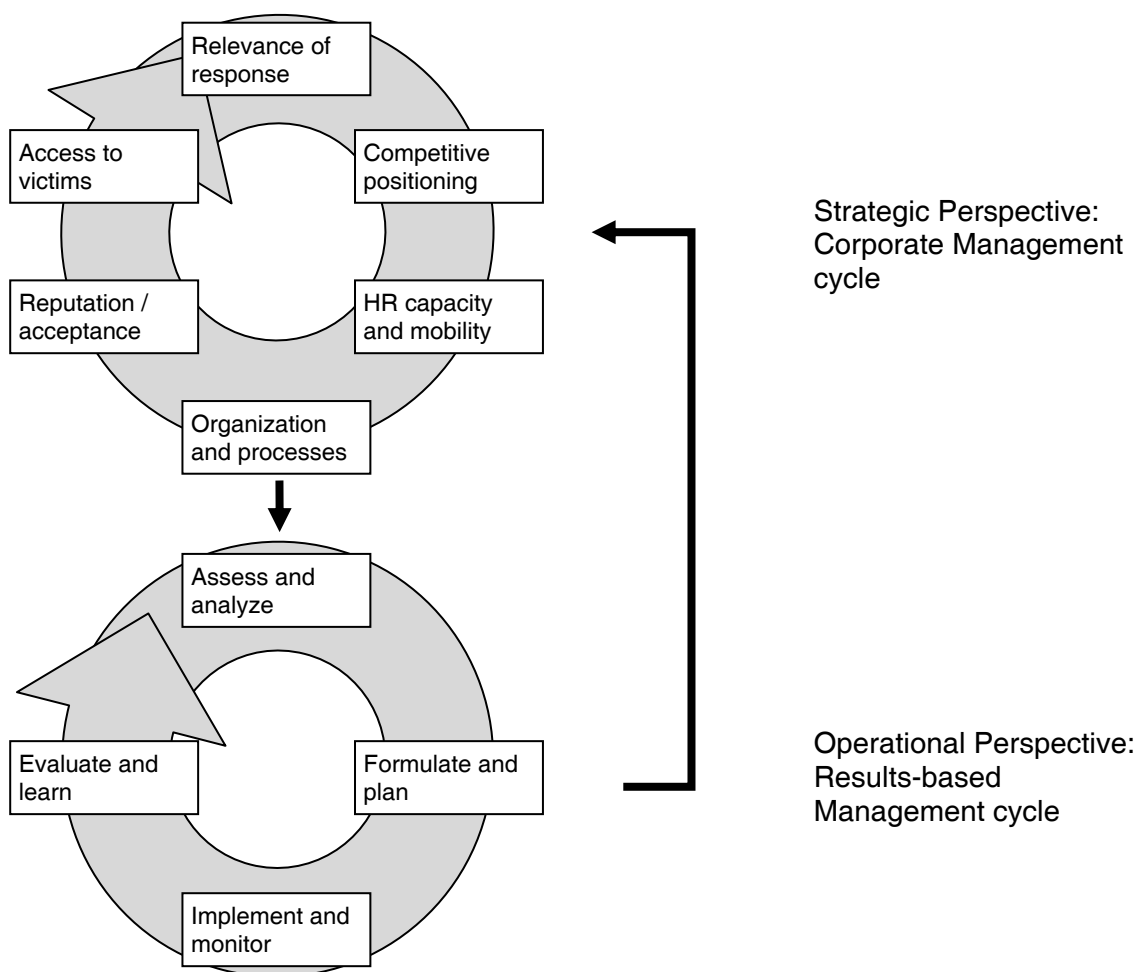 Relevance of
response
Access to
victims
Competitive
positioning
Strategic Perspective:
Corporate Management
cycle
Reputation /
acceptance
HR capacity
and mobility
Organization
and processes
Assess and
analyze
Evaluate and
learn
Formulate and
plan
Operational Perspective:
Results-based
Management cycle
Implement and
monitor